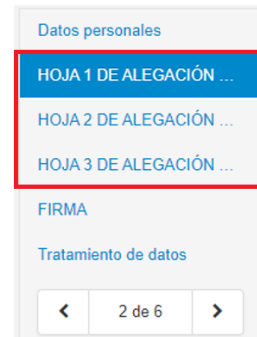 Datos personales
HOJA 1 DE ALEGACIÓN ...
HOJA 2 DE ALEGACIÓN ...
HOJA 3 DE ALEGACIÓN ...
FIRMA
Tratamiento de datos
2 de 6